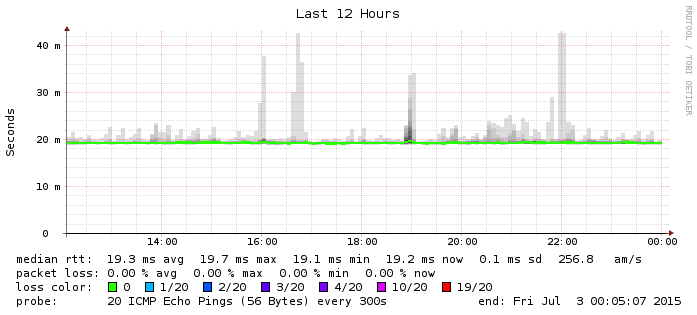 Last 12 Hours
RRDTOOL / TOBI OETIKER
Seconds
40 m
30 m
20 m
10 m
0
14:00 16:00 18:00 20:00 22:00 00:00
median rtt: 19.3 ms avg 19.7 ms max 19.1 ms min 19.2 ms now 0.1 ms sd 256.8 am/s
packet loss: 0.00 % avg 0.00 % max 0.00 % min 0.00 % now
loss color: 0 1/20 2/20 3/20 4/20 10/20 19/20
probe: 20 ICMP Echo Pings (56 Bytes) every 300s end: Fri Jul 3 00:05:07 2015